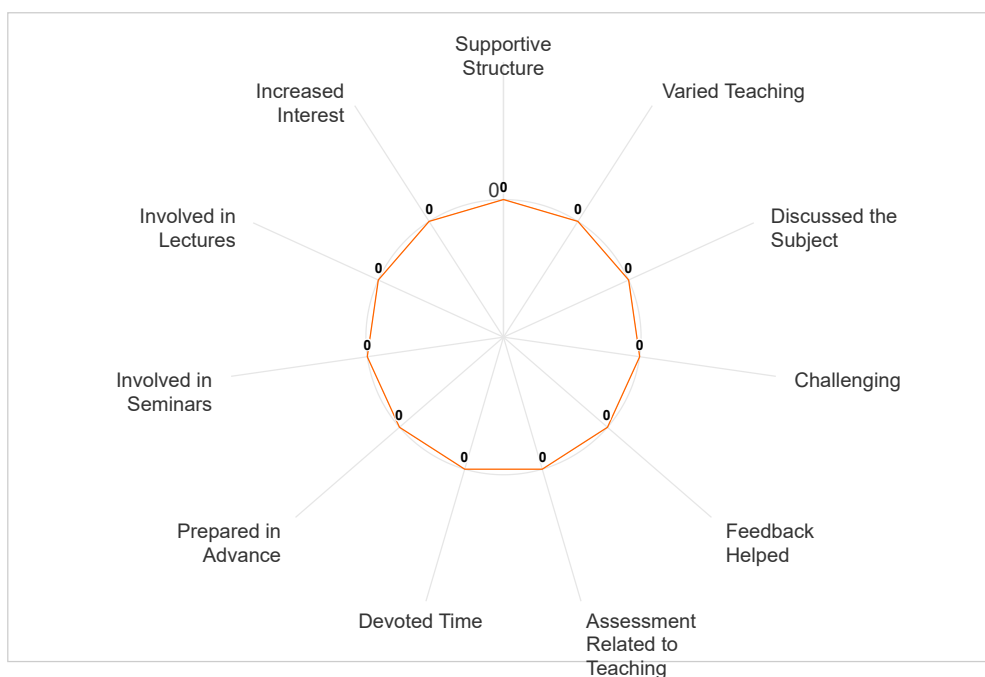 Supportive
Structure
Increased
Interest
Varied Teaching
0
0
0
0
Involved in
Lectures
Discussed the
Subject
0
0
0
0
Involved in
Seminars
Challenging
0
0
0
0
Prepared in
Advance
Feedback
Helped
Devoted Time
Assessment
Related to
Teaching